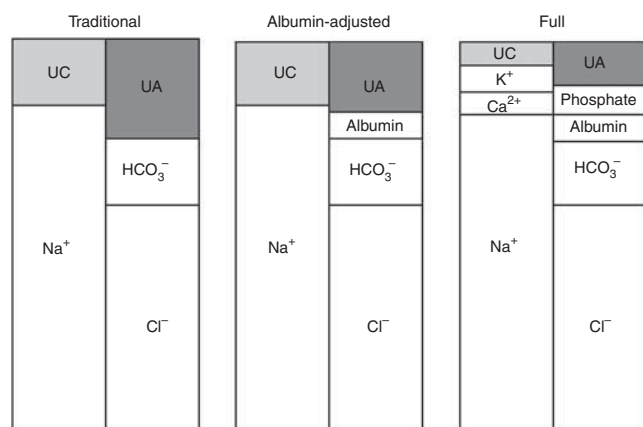 Traditional
Albumin-adjusted
Full
UC
UA
HCO₃⁻
Na⁺
Cl⁻
UC
UA
Albumin
HCO₃⁻
Na⁺
Cl⁻
UC
K⁺
Ca²⁺
UA
Phosphate
Albumin
HCO₃⁻
Na⁺
Cl⁻